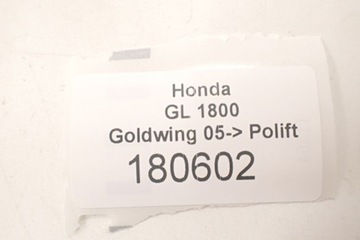 Honda
GL 1800
Goldwing 05-> Polift
180602